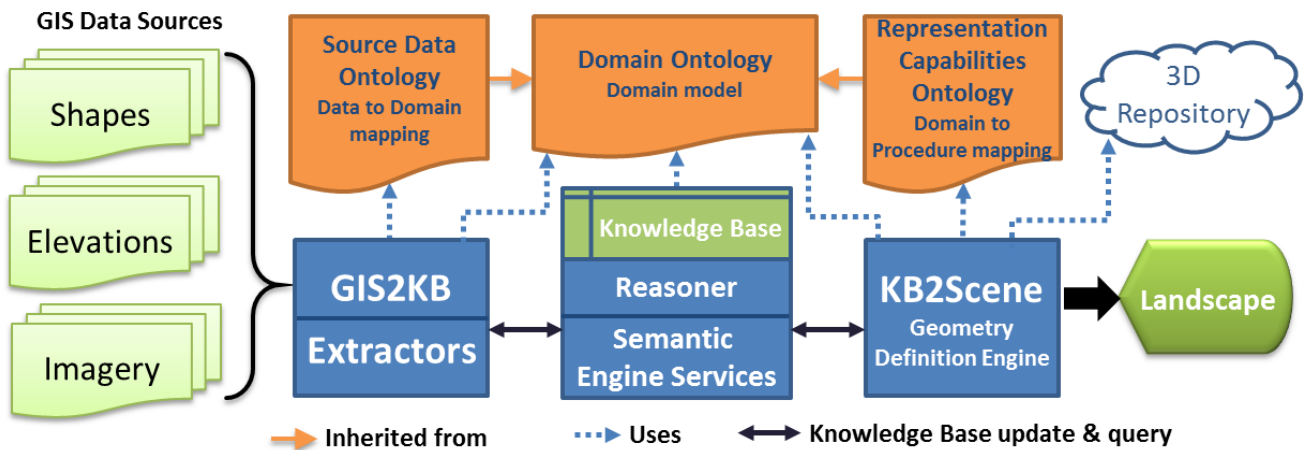 GIS Data Sources
Shapes
Elevations
Imagery
Source Data
Ontology
Data to Domain
mapping
Domain Ontology
Domain model
Representation
Capabilities
Ontology
Domain to
Procedure mapping
3D
Repository
GIS2KB
Extractors
Knowledge Base
Reasoner
Semantic
Engine Services
KB2Scene
Geometry
Definition Engine
Landscape
Inherited from
Uses
Knowledge Base update & query